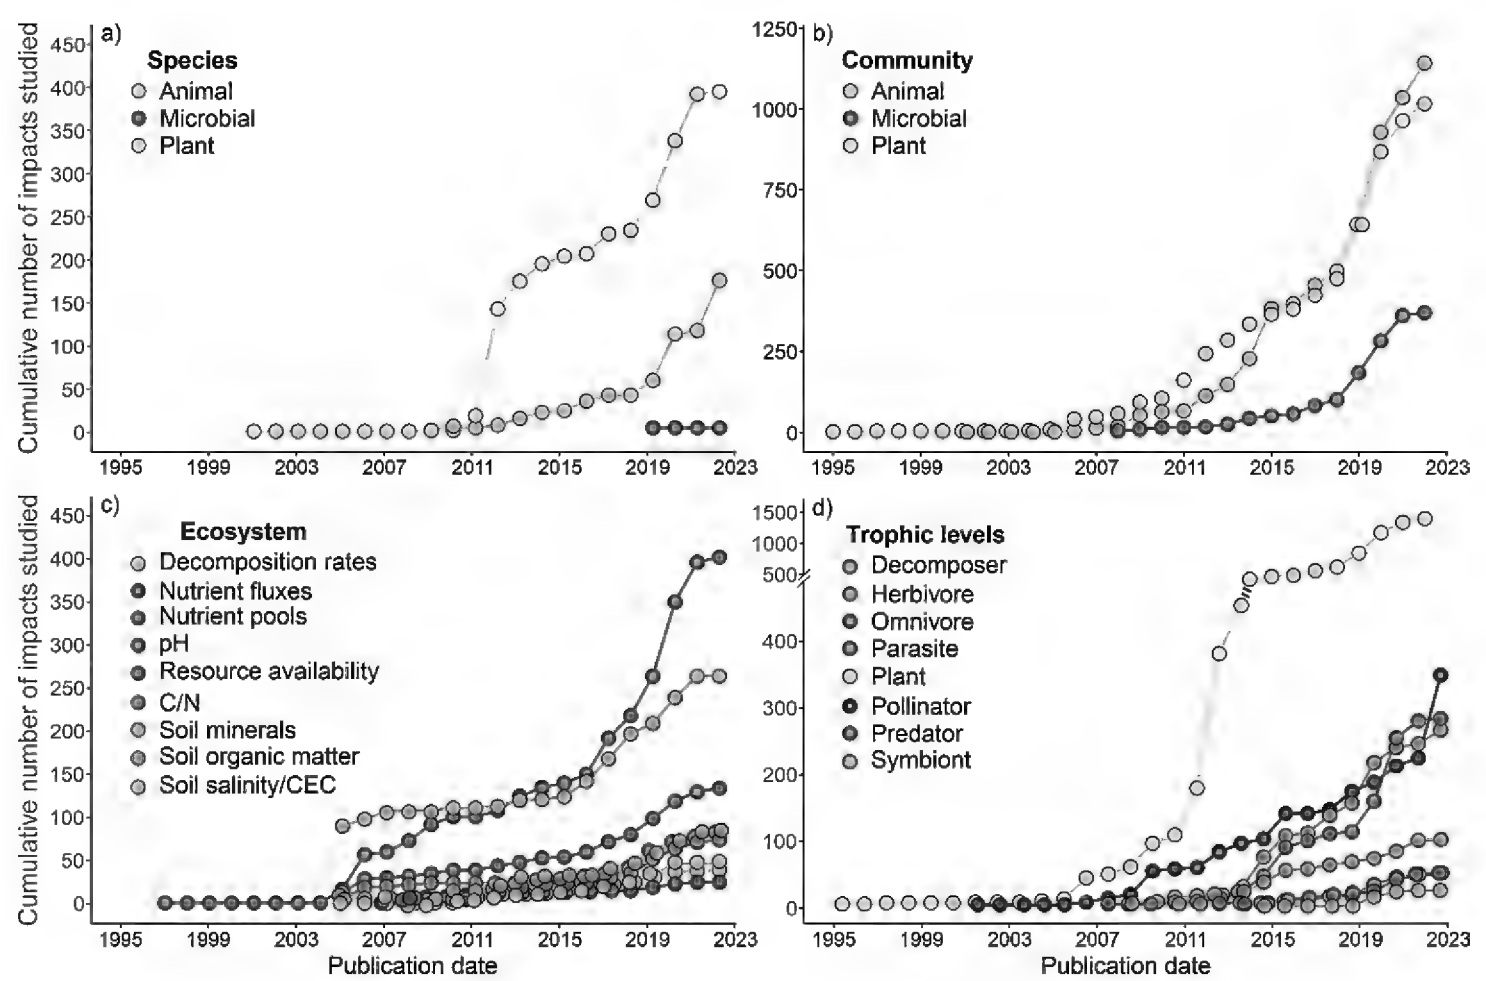 a)
Species
Animal
Microbial
Plant
450
400
350
300
250
200
150
100
50
0
1995 1999 2003 2007 2011 2015 2019 2023
Cumulative number of impacts studied
b)
Community
Animal
Microbial
Plant
1250
1000
750
500
250
0
1995 1999 2003 2007 2011 2015 2019 2023
c)
Ecosystem
Decomposition rates
Nutrient fluxes
Nutrient pools
pH
Resource availability
C/N
Soil minerals
Soil organic matter
Soil salinity/CEC
450
400
350
300
250
200
150
100
50
0
1995 1999 2003 2007 2011 2015 2019 2023
Cumulative number of impacts studied
Publication date
d)
Trophic levels
Decomposer
Herbivore
Omnivore
Parasite
Plant
Pollinator
Predator
Symbiont
1500
1000
500
400
300
200
100
0
1995 1999 2003 2007 2011 2015 2019 2023
Publication date